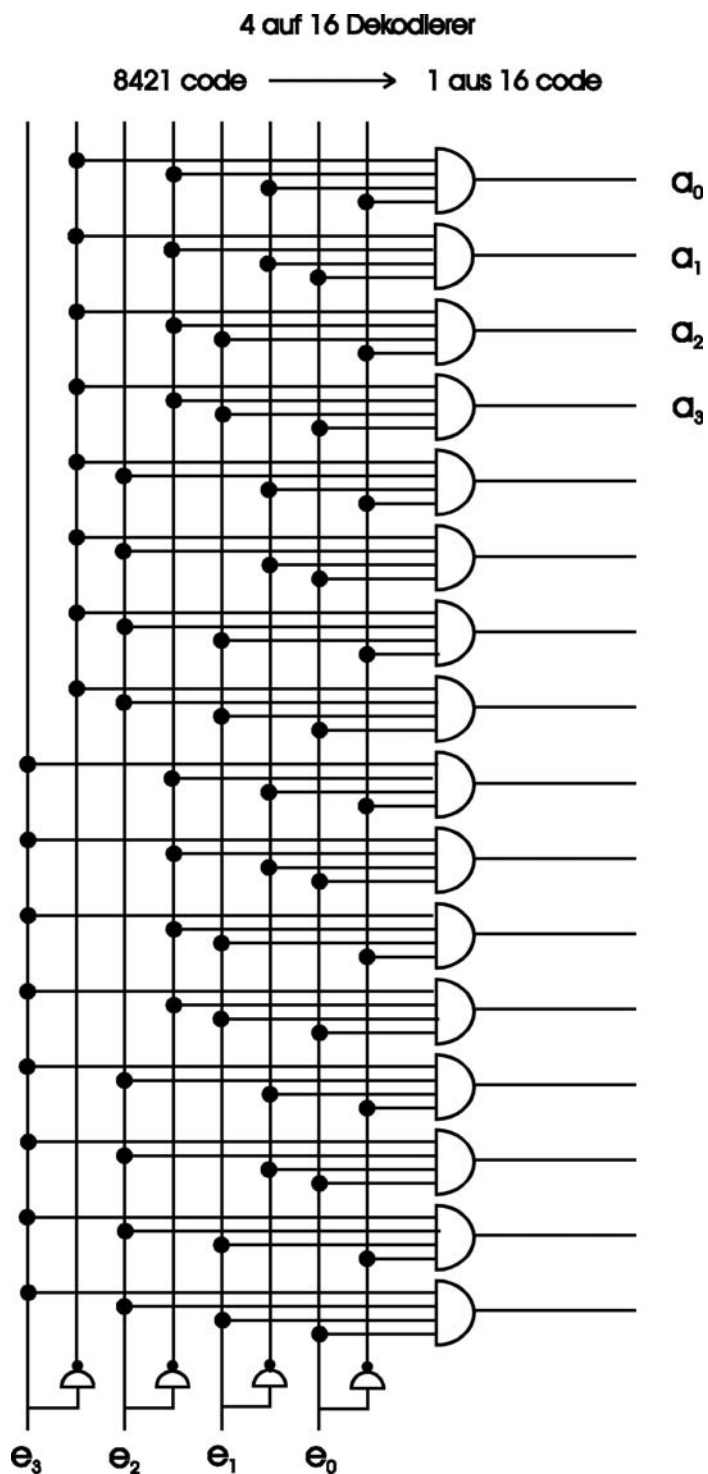 4 auf 16 Dekodierer
8421 code 1 aus 16 code
a₀
a₁
a₂
a₃
e₃ e₂ e₁ e₀